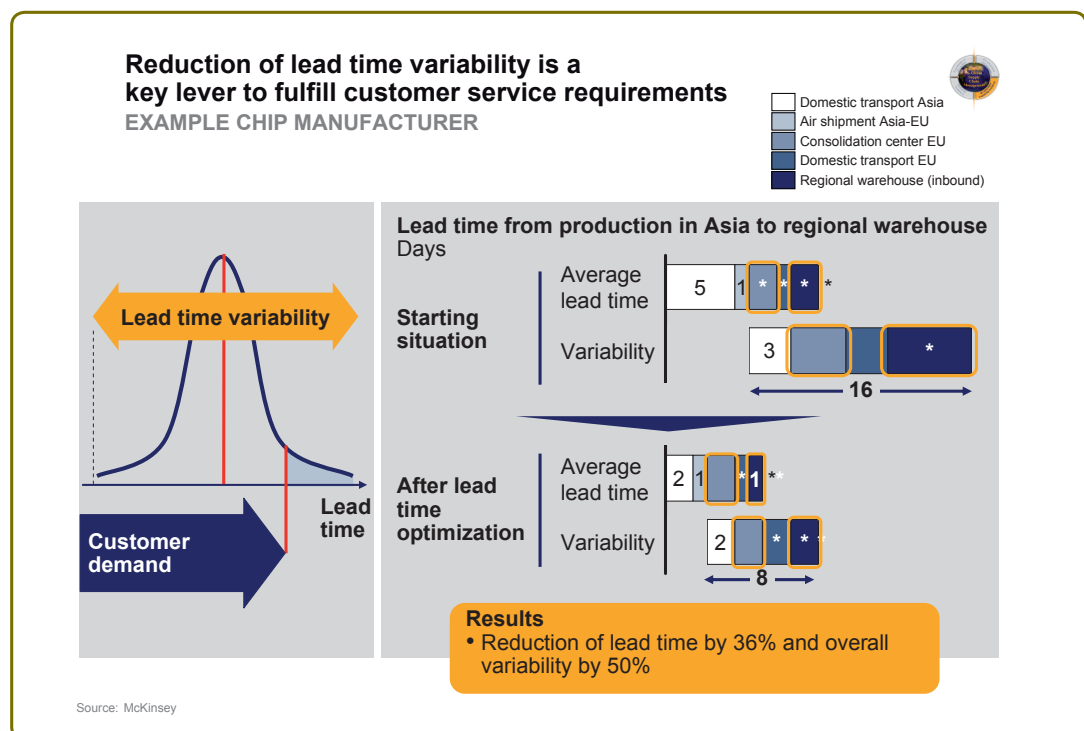 Reduction of lead time variability is a
key lever to fulfill customer service requirements
EXAMPLE CHIP MANUFACTURER
Domestic transport Asia
Air shipment Asia-EU
Consolidation center EU
Domestic transport EU
Regional warehouse (inbound)
Lead time variability
Lead
time
Customer
demand
Lead time from production in Asia to regional warehouse
Days
Starting
situation
Average
lead time
5 1 * * * *
Variability
3 *
16
After lead
time
optimization
Average
lead time
2 1 * 1 * *
Variability
2 * * *
8
Results
• Reduction of lead time by 36% and overall
variability by 50%
Source: McKinsey